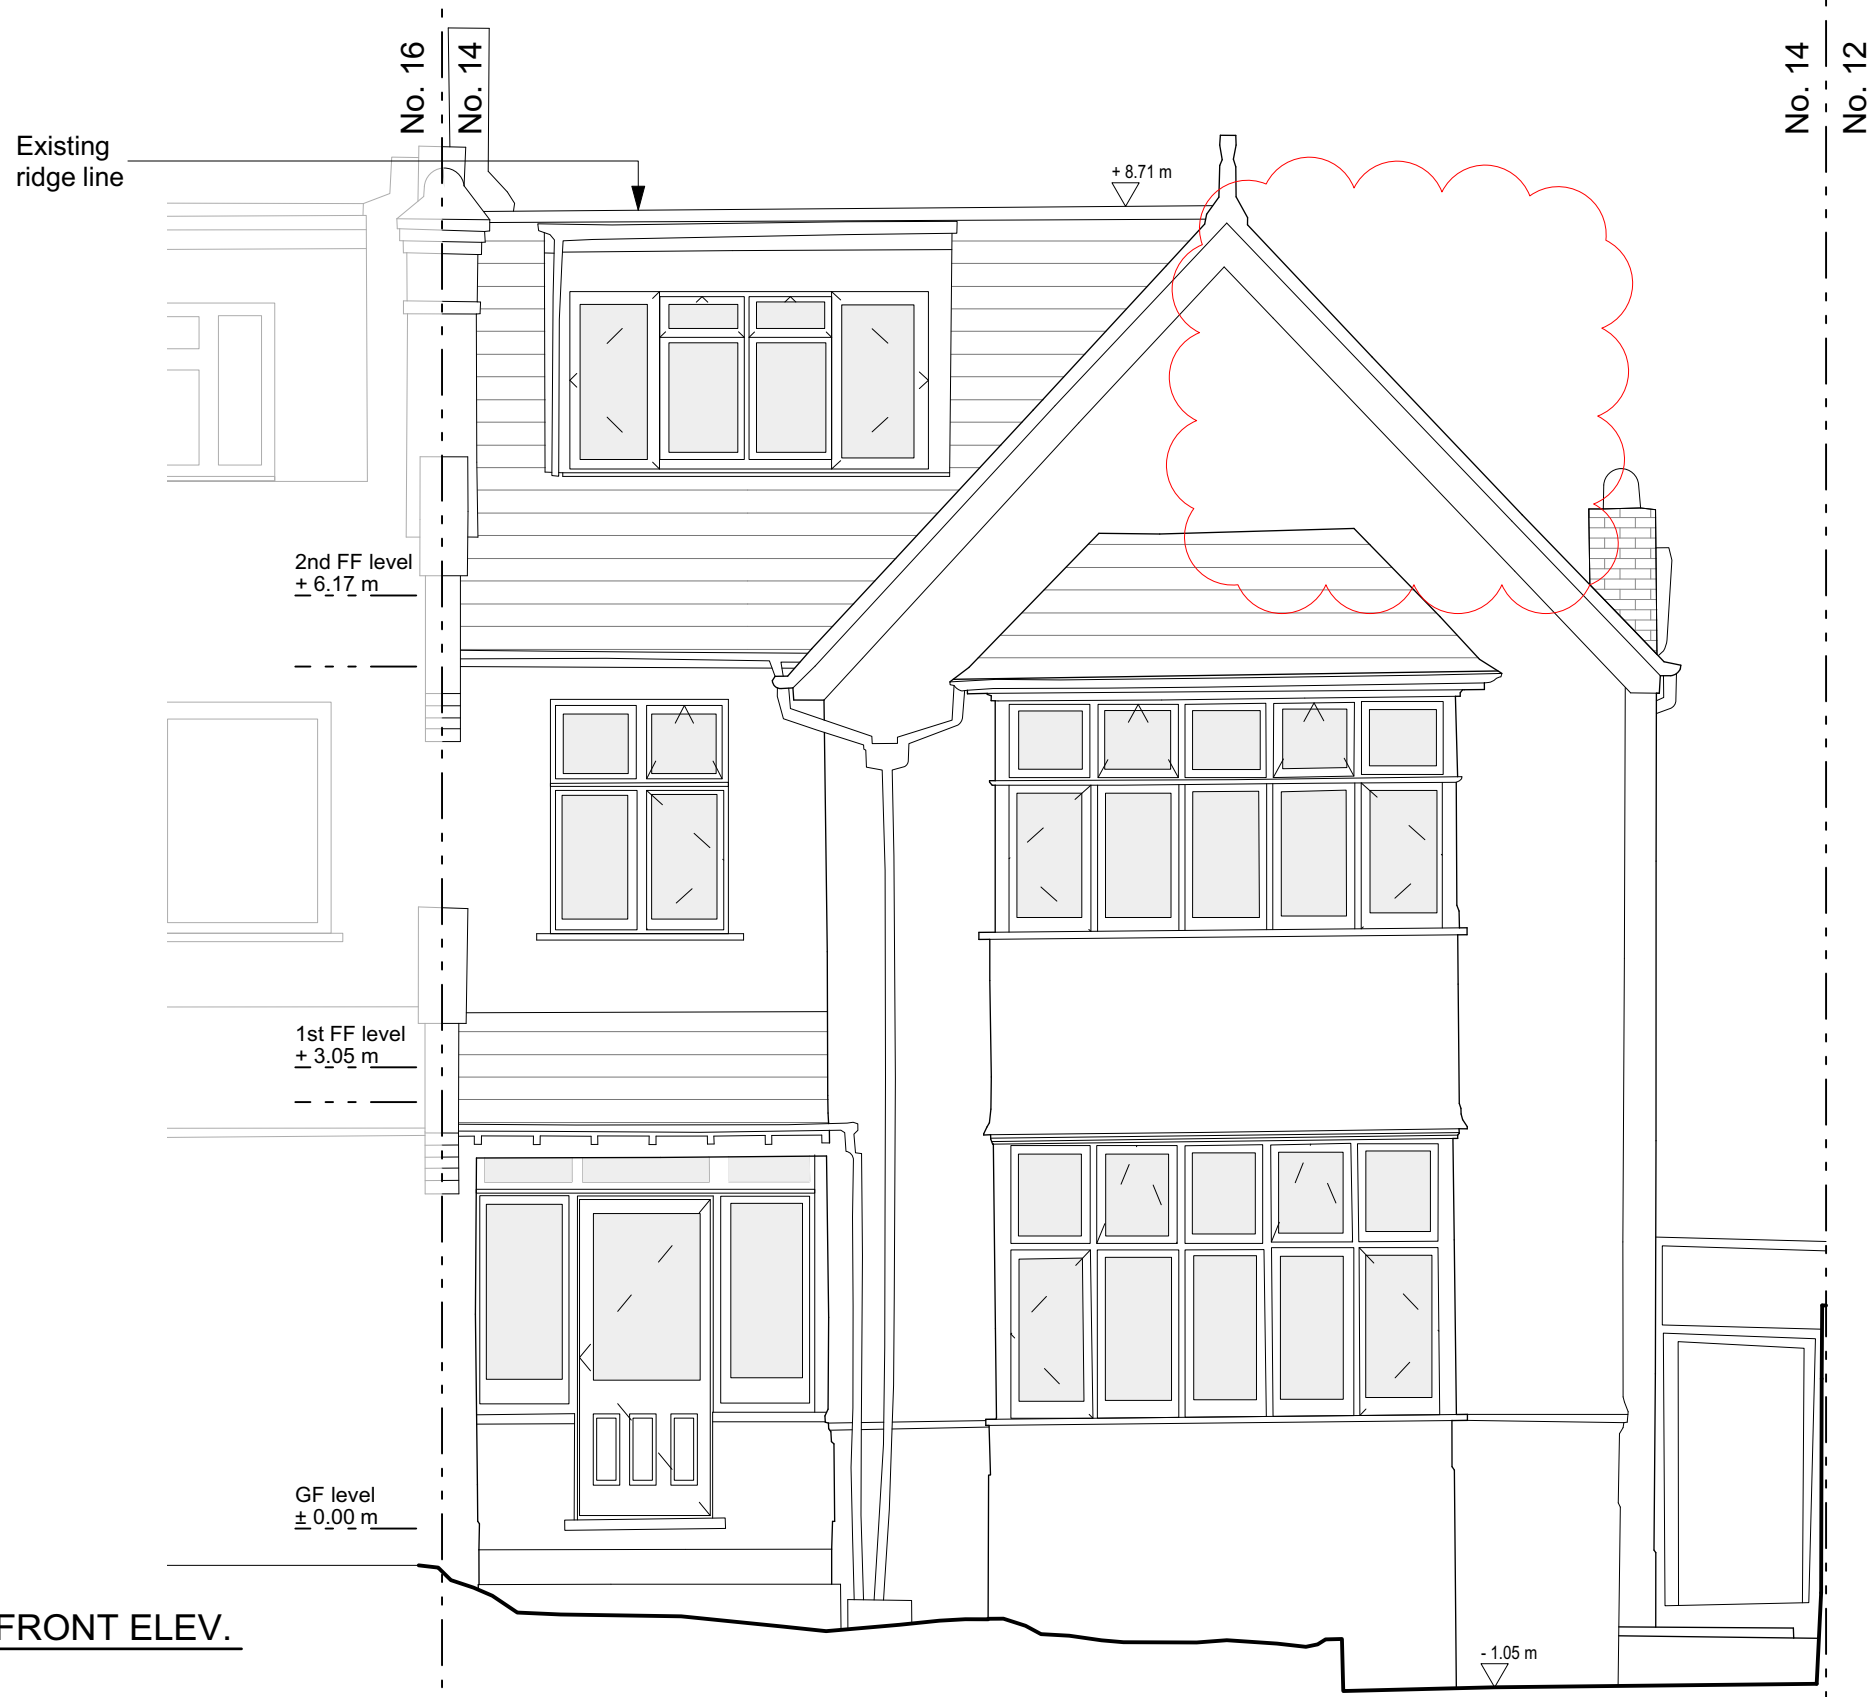 No. 16
No. 14
No. 14
No. 12
Existing
ridge line
+ 8.71 m
2nd FF level
+ 6.17 m
1st FF level
+ 3.05 m
GF level
± 0.00 m
FRONT ELEV.
- 1.05 m